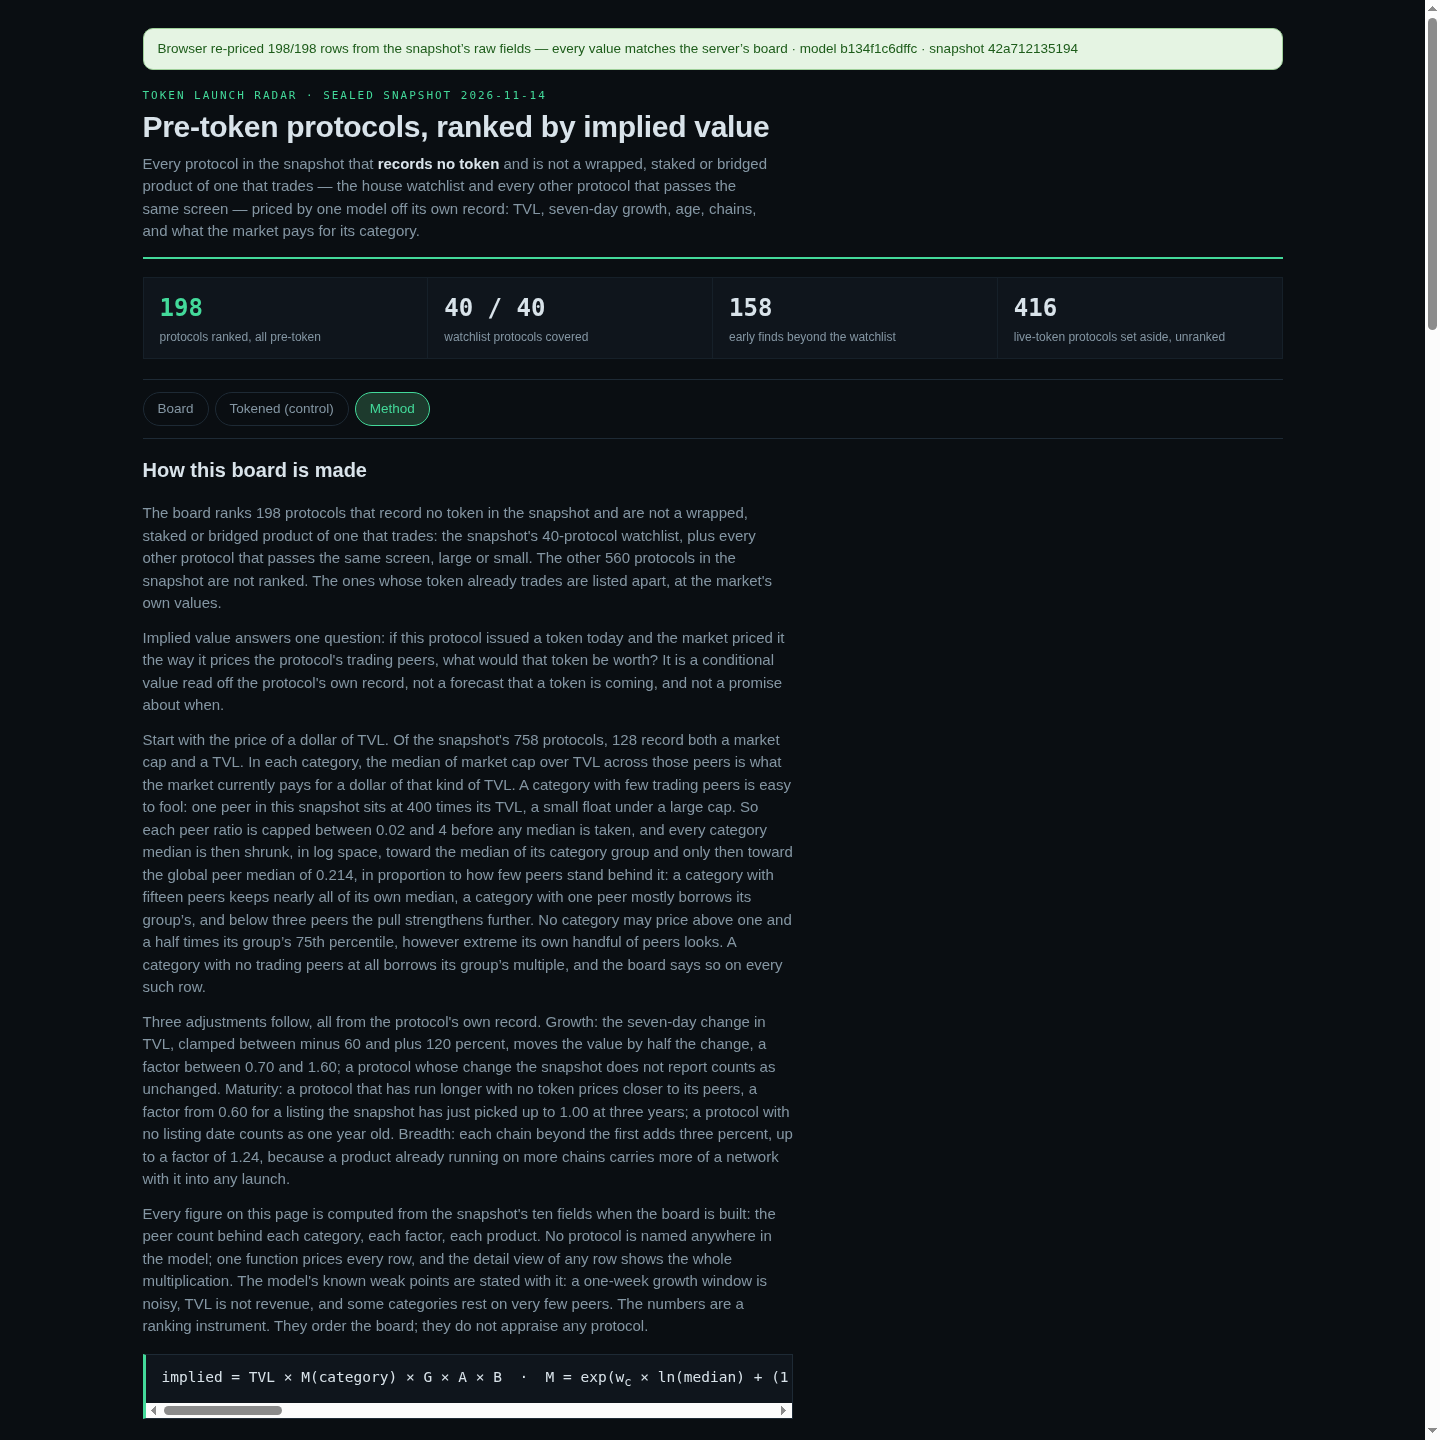 Browser re-priced 198/198 rows from the snapshot’s raw fields — every value matches the server’s board · model b134f1c6dffc · snapshot 42a712135194
TOKEN LAUNCH RADAR · SEALED SNAPSHOT 2026-11-14
Pre-token protocols, ranked by implied value
Every protocol in the snapshot that records no token and is not a wrapped, staked or bridged
product of one that trades — the house watchlist and every other protocol that passes the
same screen — priced by one model off its own record: TVL, seven-day growth, age, chains,
and what the market pays for its category.
198
protocols ranked, all pre-token
40 / 40
watchlist protocols covered
158
early finds beyond the watchlist
416
live-token protocols set aside, unranked
Board
Tokened (control)
Method
How this board is made
The board ranks 198 protocols that record no token in the snapshot and are not a wrapped,
staked or bridged product of one that trades: the snapshot's 40-protocol watchlist, plus every
other protocol that passes the same screen, large or small. The other 560 protocols in the
snapshot are not ranked. The ones whose token already trades are listed apart, at the market's
own values.
Implied value answers one question: if this protocol issued a token today and the market priced it
the way it prices the protocol's trading peers, what would that token be worth? It is a conditional
value read off the protocol's own record, not a forecast that a token is coming, and not a promise
about when.
Start with the price of a dollar of TVL. Of the snapshot's 758 protocols, 128 record both a market
cap and a TVL. In each category, the median of market cap over TVL across those peers is what
the market currently pays for a dollar of that kind of TVL. A category with few trading peers is easy
to fool: one peer in this snapshot sits at 400 times its TVL, a small float under a large cap. So
each peer ratio is capped between 0.02 and 4 before any median is taken, and every category
median is then shrunk, in log space, toward the median of its category group and only then toward
the global peer median of 0.214, in proportion to how few peers stand behind it: a category with
fifteen peers keeps nearly all of its own median, a category with one peer mostly borrows its
group's, and below three peers the pull strengthens further. No category may price above one and
a half times its group’s 75th percentile, however extreme its own handful of peers looks. A
category with no trading peers at all borrows its group’s multiple, and the board says so on every
such row.
Three adjustments follow, all from the protocol's own record. Growth: the seven-day change in
TVL, clamped between minus 60 and plus 120 percent, moves the value by half the change, a
factor between 0.70 and 1.60; a protocol whose change the snapshot does not report counts as
unchanged. Maturity: a protocol that has run longer with no token prices closer to its peers, a
factor from 0.60 for a listing the snapshot has just picked up to 1.00 at three years; a protocol with
no listing date counts as one year old. Breadth: each chain beyond the first adds three percent, up
to a factor of 1.24, because a product already running on more chains carries more of a network
with it into any launch.
Every figure on this page is computed from the snapshot's ten fields when the board is built: the
peer count behind each category, each factor, each product. No protocol is named anywhere in
the model; one function prices every row, and the detail view of any row shows the whole
multiplication. The model's known weak points are stated with it: a one-week growth window is
noisy, TVL is not revenue, and some categories rest on very few peers. The numbers are a
ranking instrument. They order the board; they do not appraise any protocol.
implied = TVL × M(category) × G × A × B · M = exp(wc × ln(median) + (1